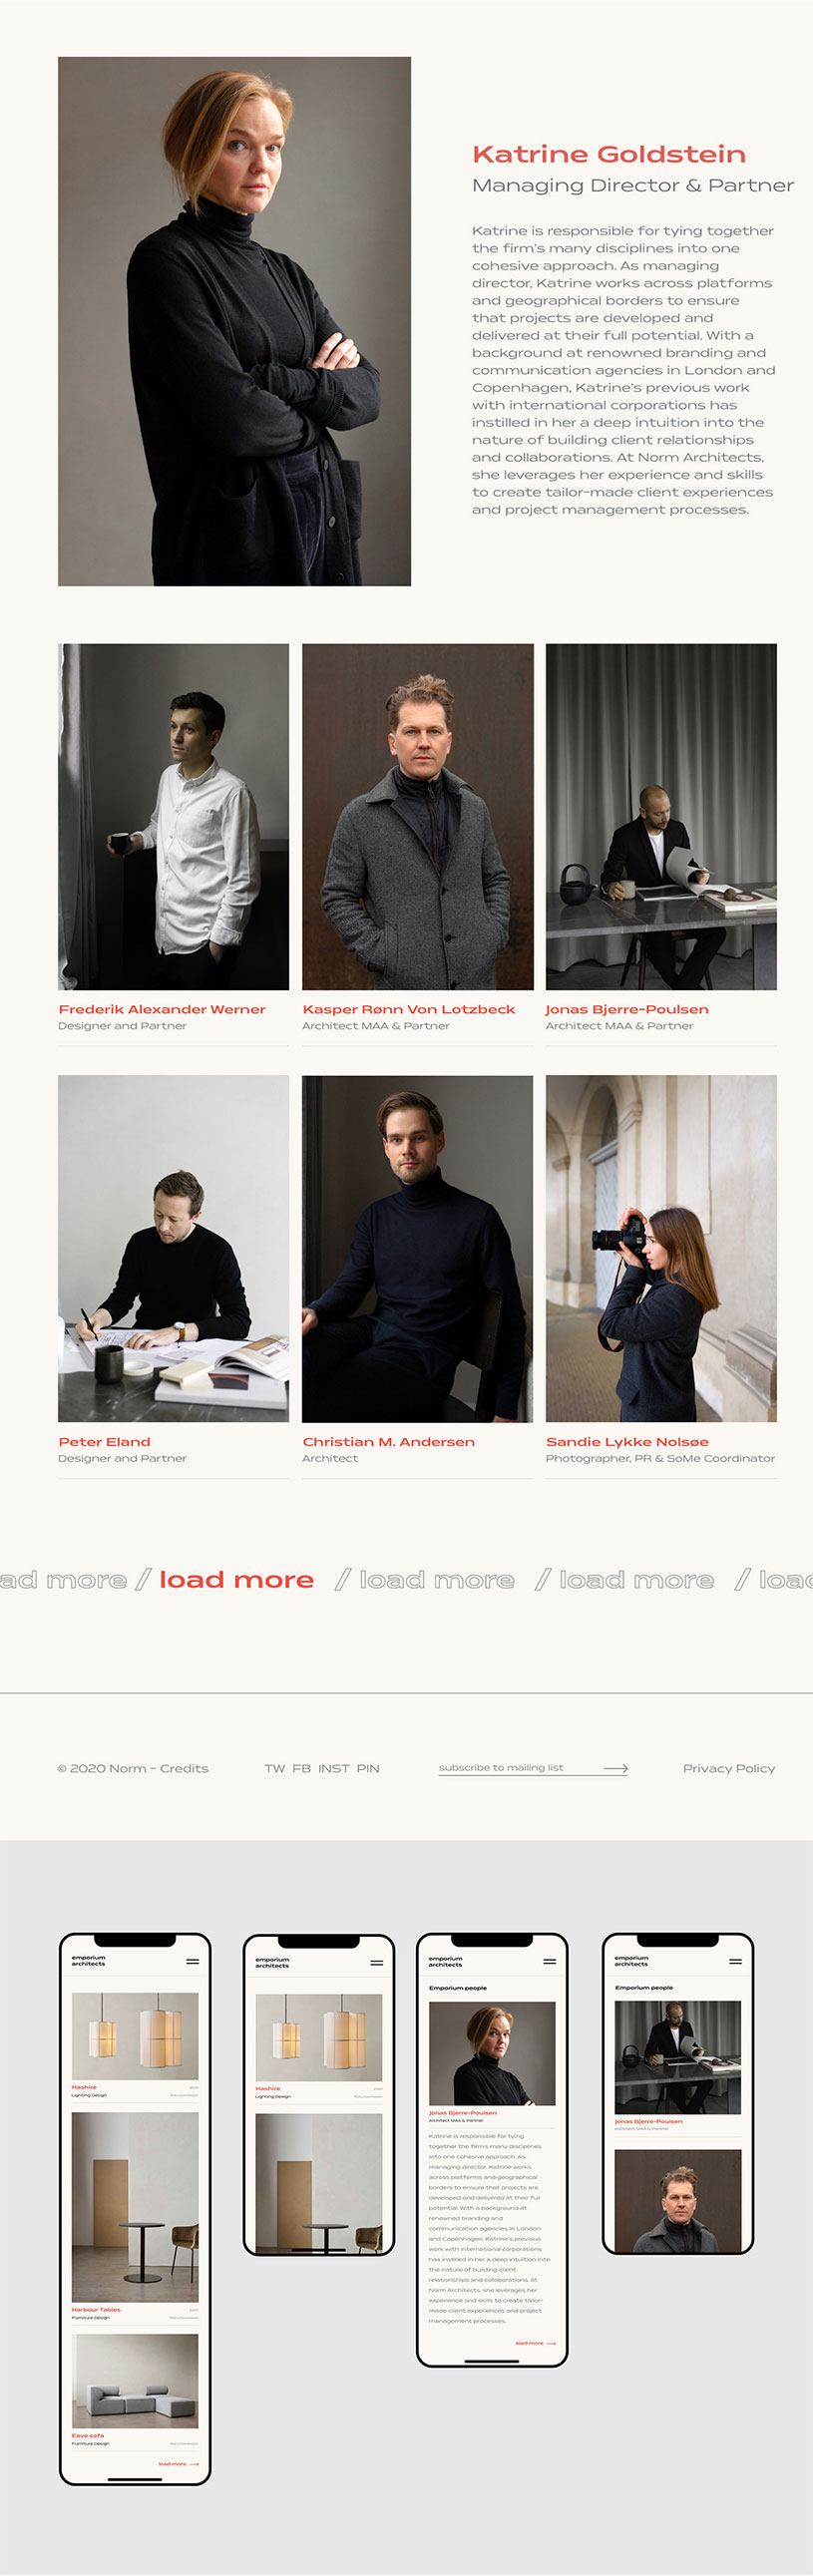 Katrine Goldstein
Managing Director & Partner
Katrine is responsible for tying together
the firm's many disciplines into one
cohesive approach. As managing
director, Katrine works across platforms
and geographical borders to ensure
that projects are developed and
delivered at their full potential. With a
background at renowned branding and
communication agencies in London and
Copenhagen, Katrine's previous work
with international corporations has
instilled in her a deep intuition into the
nature of building client relationships
and collaborations. At Norm Architects,
she leverages her experience and skills
to create tailor-made client experiences
and project management processes.
Frederik Alexander Werner
Designer and Partner
Kasper Rønn Von Lotzbeck
Architect MAA & Partner
Jonas Bjerre-Poulsen
Architect MAA & Partner
Peter Eland
Designer and Partner
Christian M. Andersen
Architect
Sandie Lykke Nolsøe
Photographer, PR & SoMe Coordinator
ad more / load more / load more / load more / load
© 2020 Norm - Credits
TW FB INST PIN
subscribe to mailing list
Privacy Policy
emporium
architects
Hashire
2020
Lighting Design
Harbour Tables
Furniture Design
Eave sofa
Furniture Design
load more
emporium
architects
Hashire
2020
Lighting Design
emporium
architects
Emporium people
Jonas Bjerre-Poulsen
Architect MAA & Partner
Katrine is responsible for tying
together the firm's many disciplines
into one cohesive approach. As
managing director, Katrine works
across platforms and geographical
borders to ensure that projects are
developed and delivered at their full
potential. With a background at
renowned branding and
communication agencies in London
and Copenhagen, Katrine's previous
work with international corporations
has instilled in her a deep intuition into
the nature of building client
relationships and collaborations. At
Norm Architects, she leverages her
experience and skills to create tailor-
made client experiences and project
management processes.
load more
emporium
architects
Emporium people
Jonas Bjerre-Poulsen
Architect MAA & Partner